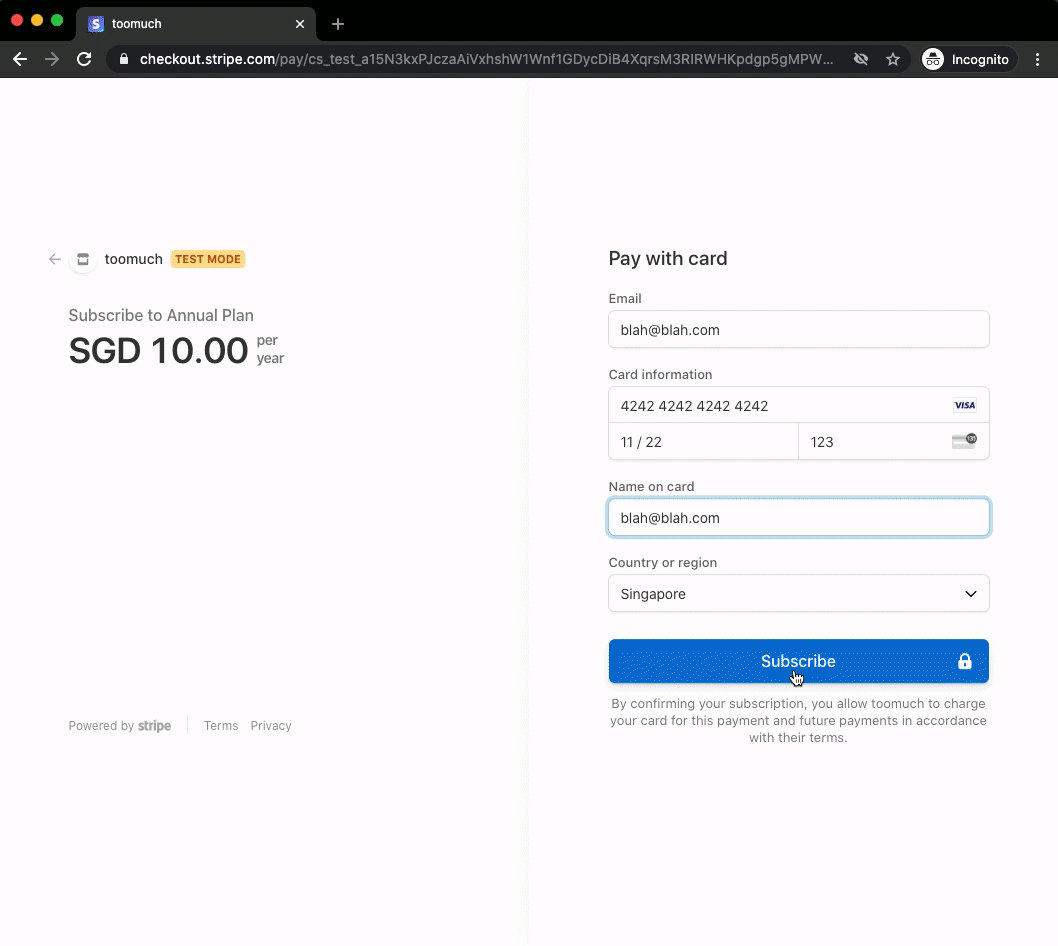 toomuch
checkout.stripe.com/pay/cs_test_a15N3kxPJczaAiVxhshW1Wnf1GDycDiB4XqrsM3RlRWHKpdgp5gMPW...
Incognito
toomuch TEST MODE
Subscribe to Annual Plan
SGD 10.00 per year
Powered by stripe
Terms Privacy
Pay with card
Email
blah@blah.com
Card information
4242 4242 4242 4242 VISA
11 / 22 123 135
Name on card
blah@blah.com
Country or region
Singapore
Subscribe
By confirming your subscription, you allow toomuch to charge
your card for this payment and future payments in accordance
with their terms.